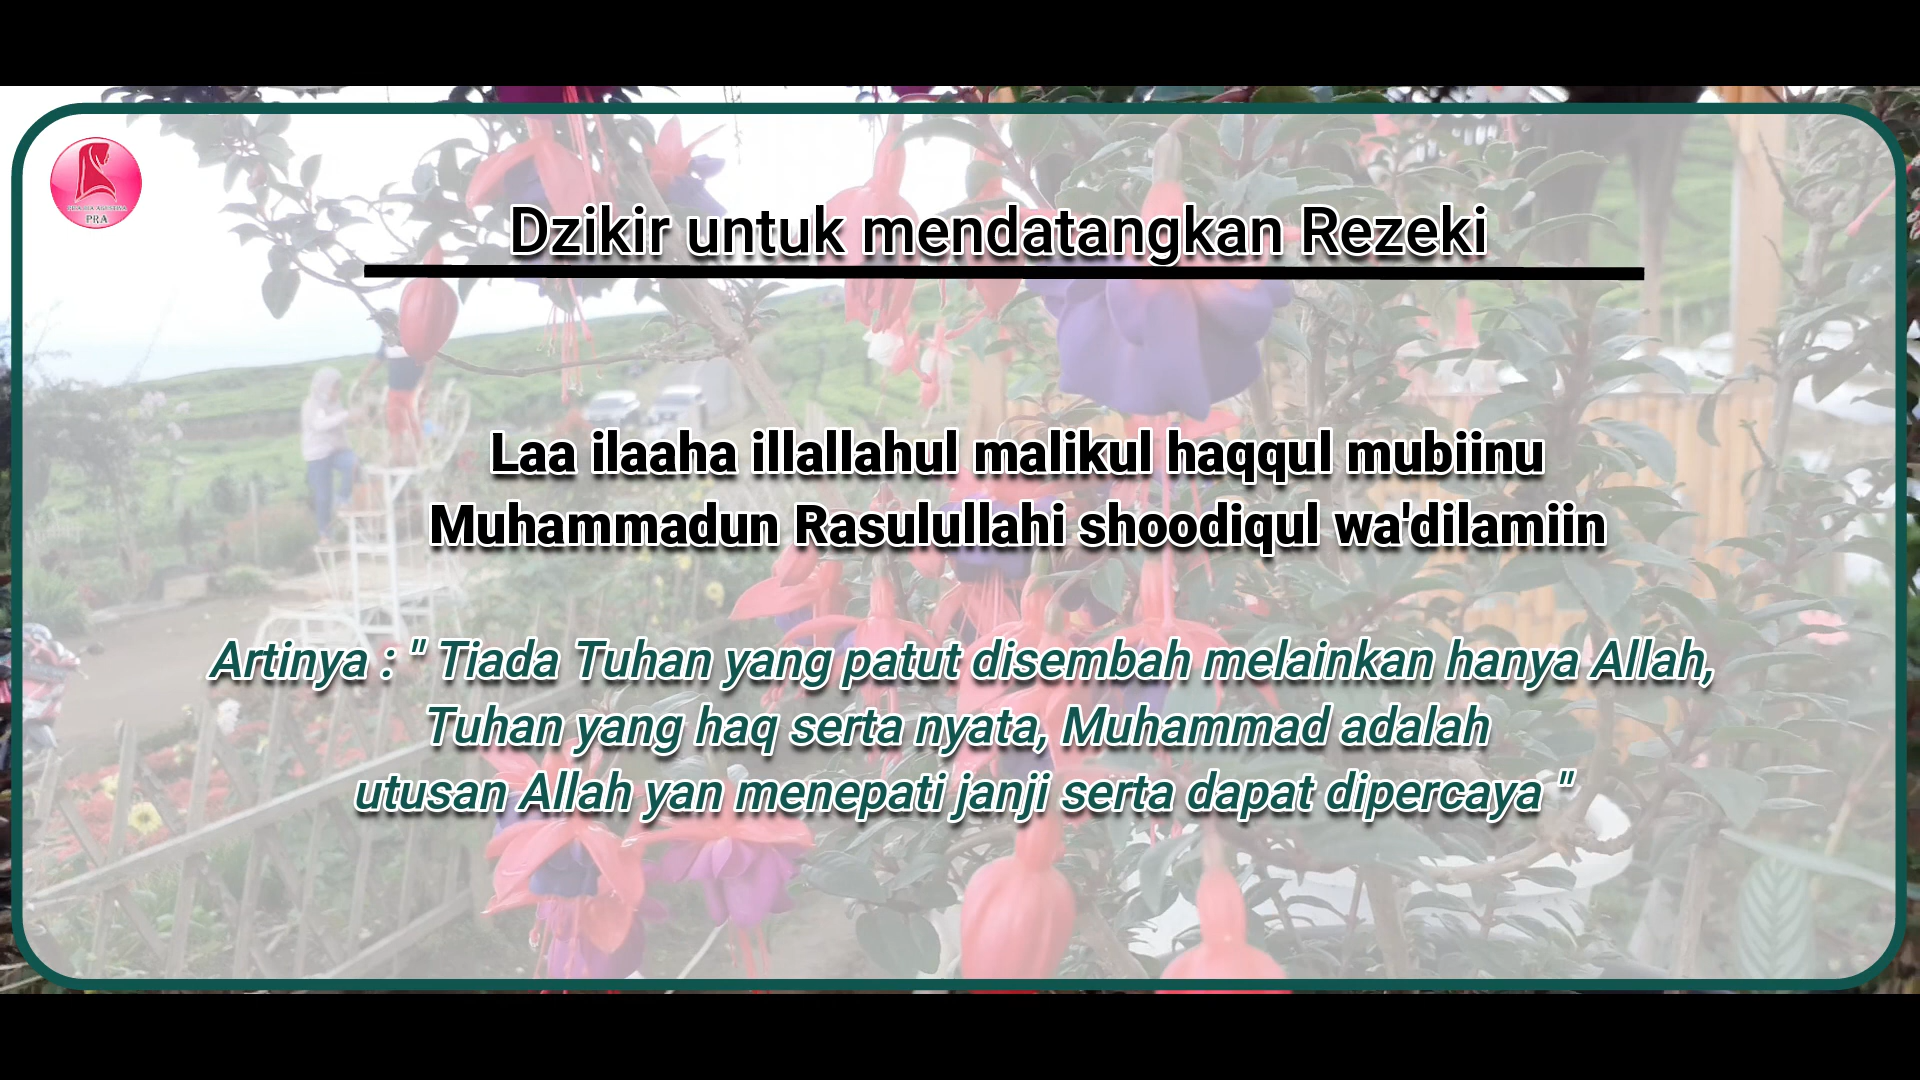 PRA
Dzikir untuk mendatangkan Rezeki
Laa ilaaha illallahul malikul haqqul mubiinu
Muhammadun Rasulullahi shoodiqul wa'dilamiin
Artinya : " Tiada Tuhan yang patut disembah melainkan hanya Allah,
Tuhan yang haq serta nyata, Muhammad adalah
utusan Allah yan menepati janji serta dapat dipercaya "